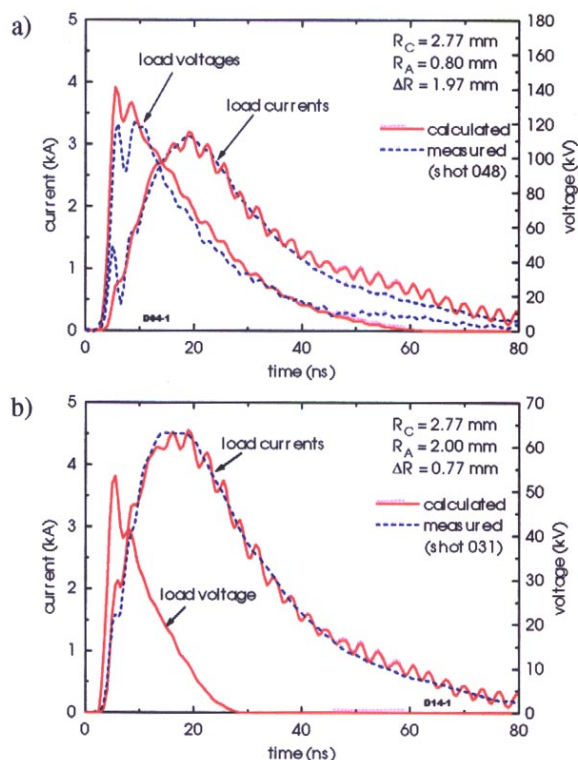 a)
5
4
3
2
1
0
current (kA)
180
160
140
120
100
80
60
40
20
0
voltage (kV)
load voltages
load currents
R_C = 2.77 mm
R_A = 0.80 mm
ΔR = 1.97 mm
calculated
measured
(shot 048)
D04-1
0 20 40 60 80
time (ns)
b)
5
4
3
2
1
0
current (kA)
70
60
50
40
30
20
10
0
voltage (kV)
load currents
load voltage
R_C = 2.77 mm
R_A = 2.00 mm
ΔR = 0.77 mm
calculated
measured
(shot 031)
D14-1
0 20 40 60 80
time (ns)